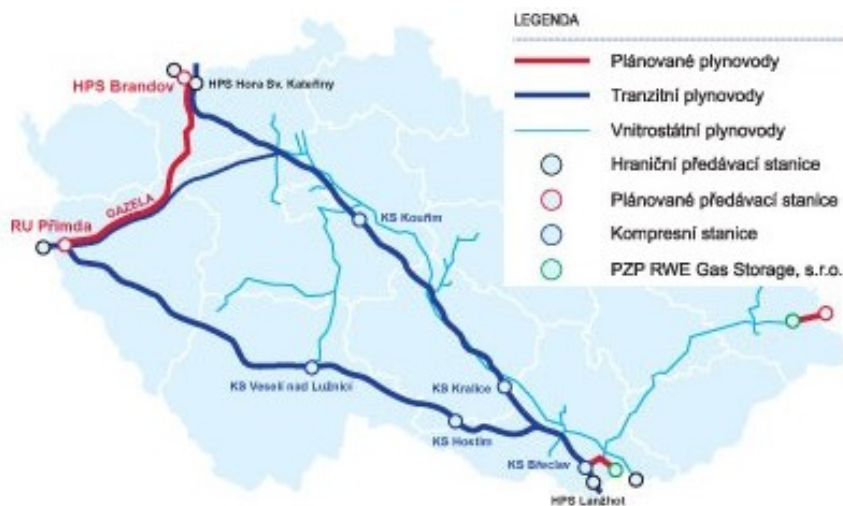 LEGENDA
Plánované plynovody
Tranzitní plynovody
Vnitrostátní plynovody
Hraniční předávací stanice
Plánované předávací stanice
Kompresní stanice
PZP RWE Gas Storage, s.r.o.
HPS Brandov
HPS Hora Sv. Kateřiny
GAZELA
RU Přimda
KS Kouřim
KS Veselí nad Lužnicí
KS Kralice
KS Hostim
KS Břeclav
HPS Lanžhot